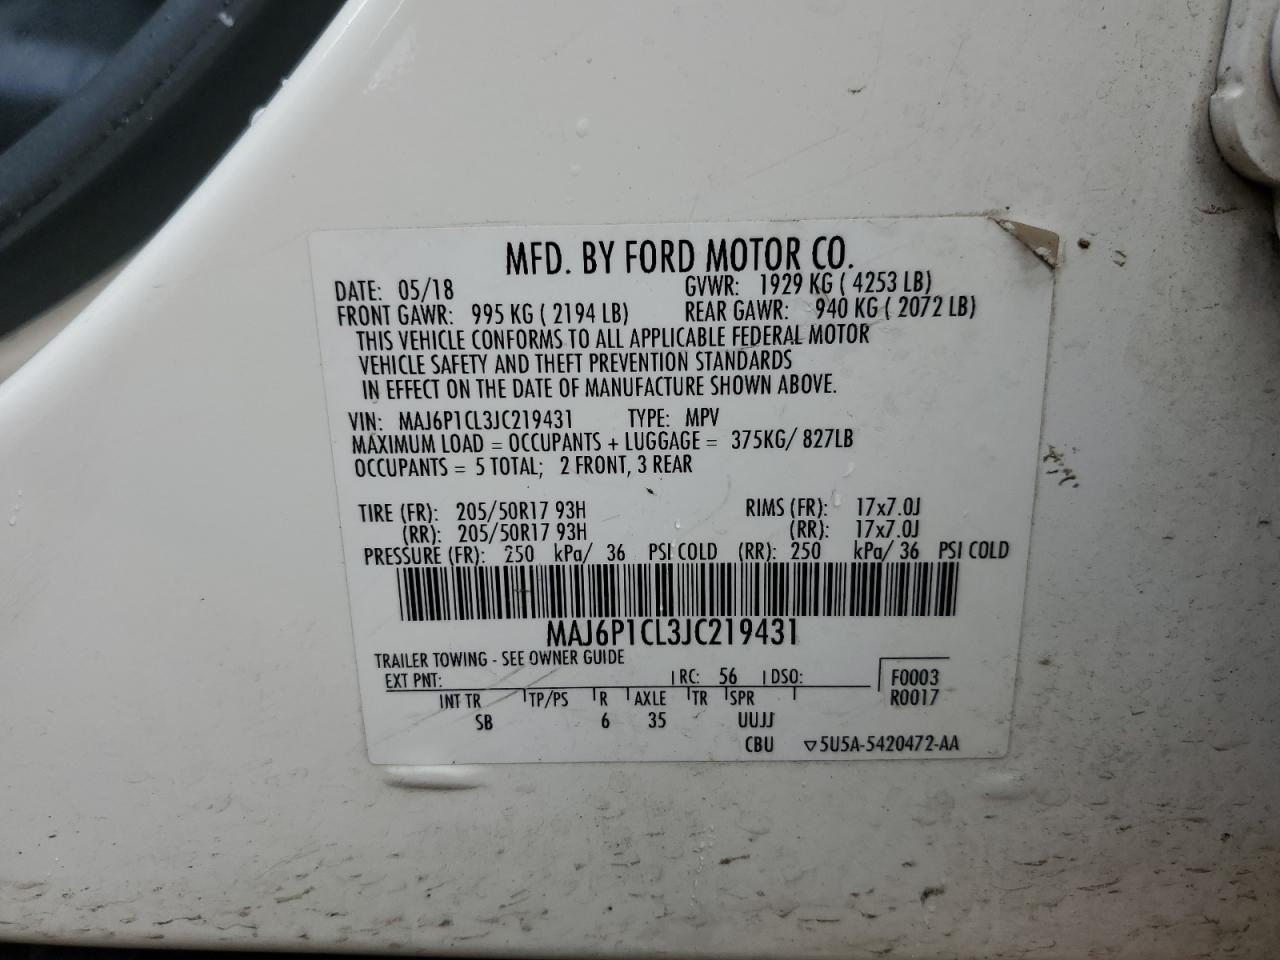 MFD. BY FORD MOTOR CO.
DATE: 05/18 GVWR: 1929 KG ( 4253 LB)
FRONT GAWR: 995 KG ( 2194 LB) REAR GAWR: 940 KG ( 2072 LB)
THIS VEHICLE CONFORMS TO ALL APPLICABLE FEDERAL MOTOR
VEHICLE SAFETY AND THEFT PREVENTION STANDARDS
IN EFFECT ON THE DATE OF MANUFACTURE SHOWN ABOVE.
VIN: MAJ6P1CL3JC219431 TYPE: MPV
MAXIMUM LOAD = OCCUPANTS + LUGGAGE = 375KG/ 827LB
OCCUPANTS = 5 TOTAL; 2 FRONT, 3 REAR
TIRE (FR): 205/50R17 93H RIMS (FR): 17x7.0J
(RR): 205/50R17 93H (RR): 17x7.0J
PRESSURE (FR): 250 kPa/ 36 PSI COLD (RR): 250 kPa/ 36 PSI COLD
MAJ6P1CL3JC219431
TRAILER TOWING - SEE OWNER GUIDE
EXT PNT: RC: 56 DSO: F0003
INT TR TP/PS R AXLE TR SPR R0017
SB 6 35 UUJJ
CBU ▽5U5A-5420472-AA